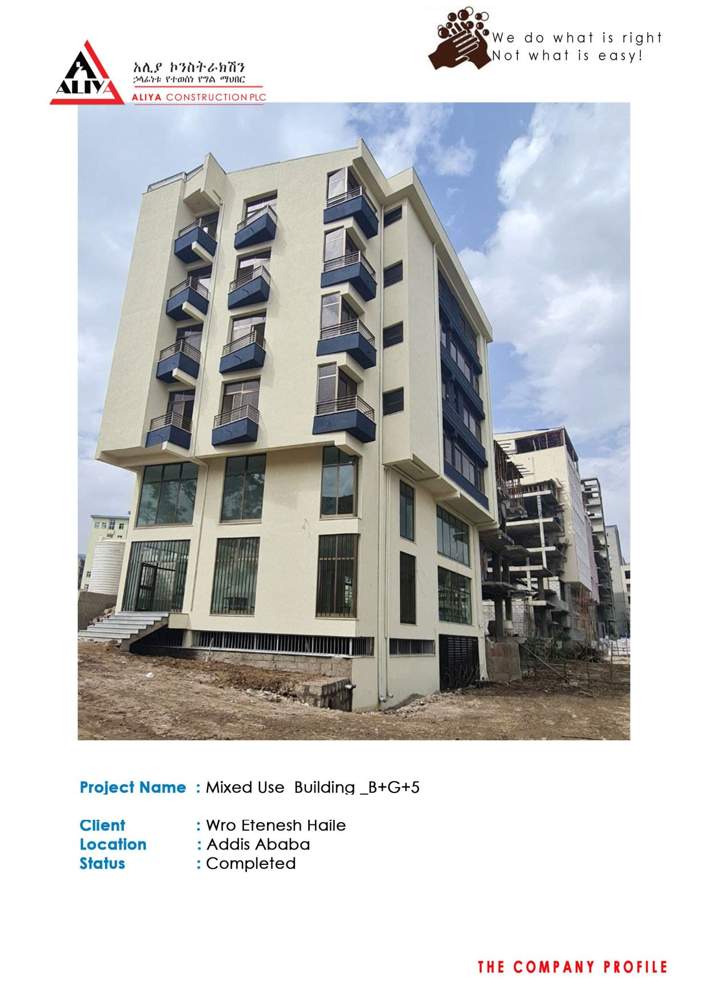 We do what is right
Not what is easy!
አሊያ ኮንስትራክሽን
ኃላፊነቱ የተወሰነ የግል ማህበር
ALIYA
ALIYA CONSTRUCTION PLC
Project Name : Mixed Use Building _B+G+5
Client : Wro Etenesh Haile
Location : Addis Ababa
Status : Completed
THE COMPANY PROFILE